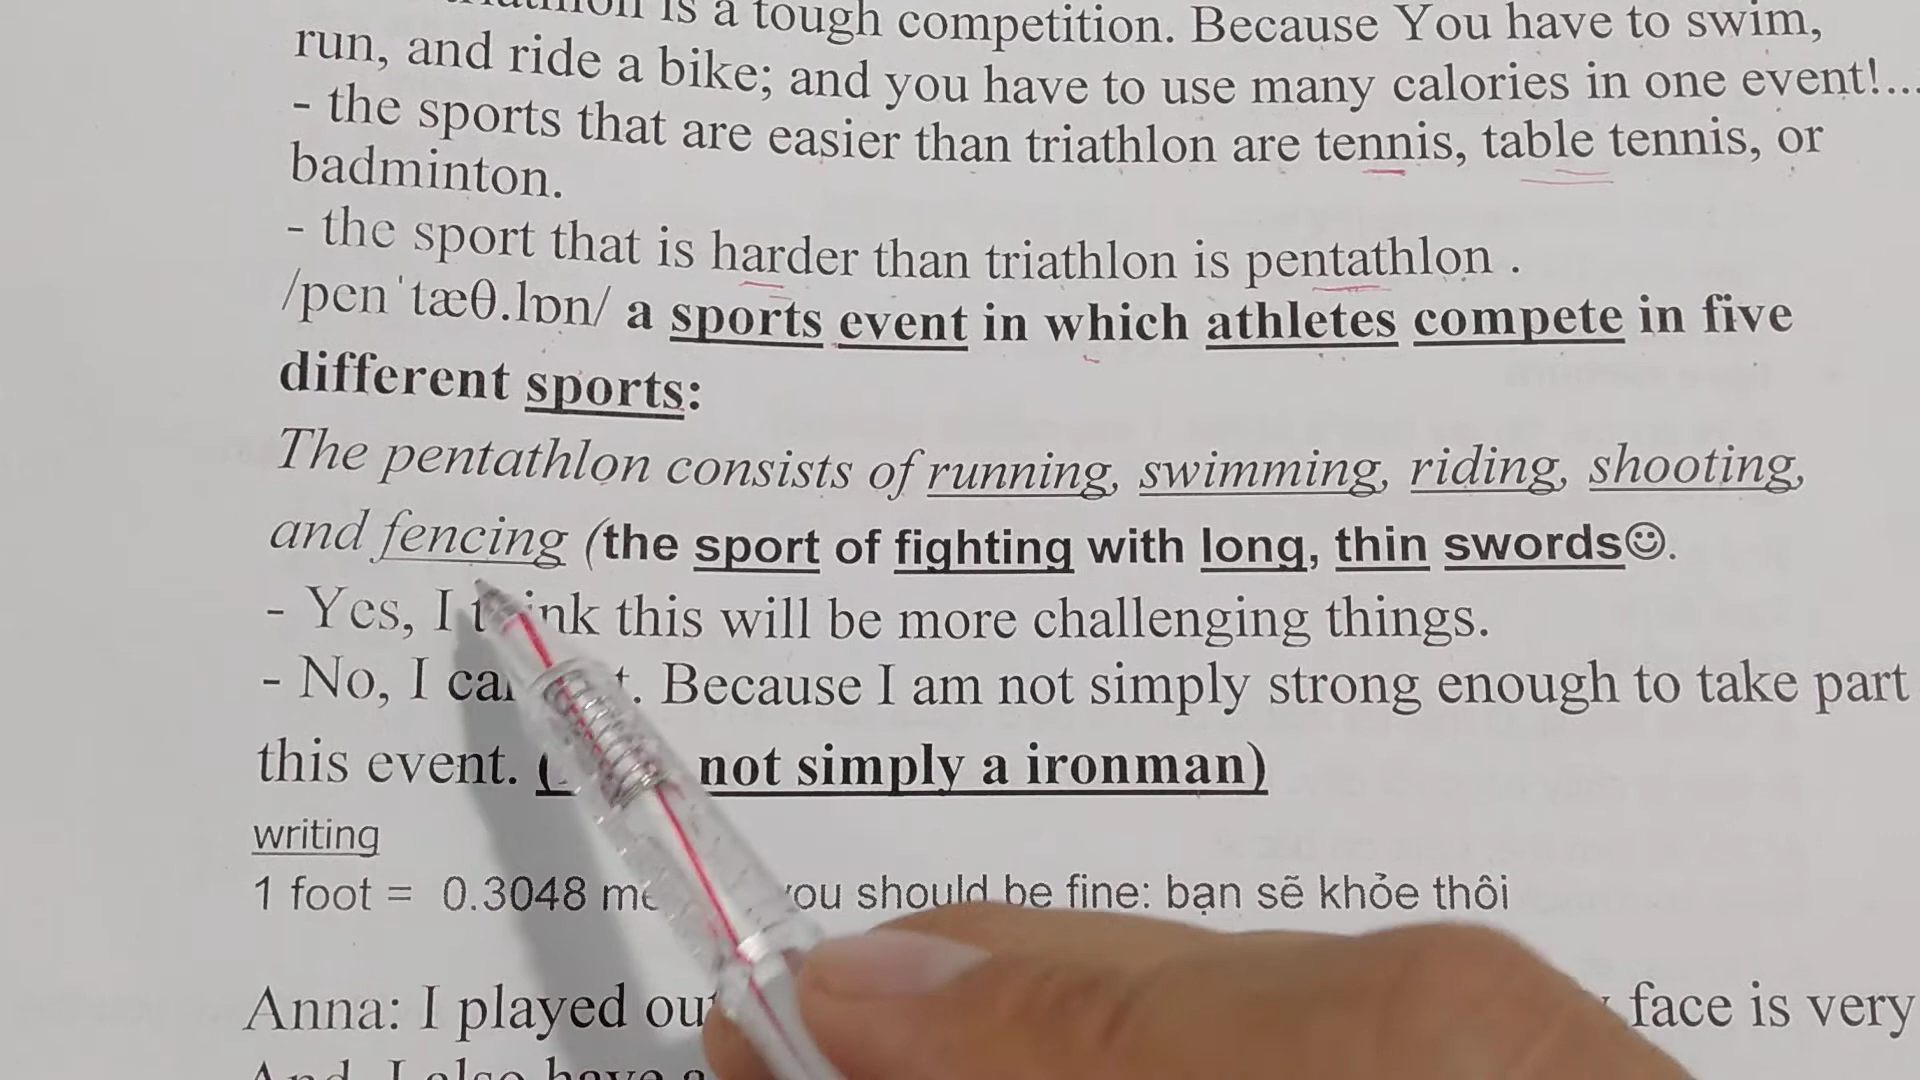 is a tough competition. Because You have to swim,
run, and ride a bike; and you have to use many calories in one event!...
- the sports that are easier than triathlon are tennis, table tennis, or
badminton.
- the sport that is harder than triathlon is pentathlon .
/penˈtæθ.lɒn/ a sports event in which athletes compete in five
different sports:
The pentathlon consists of running, swimming, riding, shooting,
and fencing (the sport of fighting with long, thin swords☺.
- Yes, I think this will be more challenging things.
- No, I Because I am not simply strong enough to take part
this event. not simply a ironman)
writing
1 foot = 0.3048 you should be fine: bạn sẽ khỏe thôi
Anna: I played face is very
And, I also have a